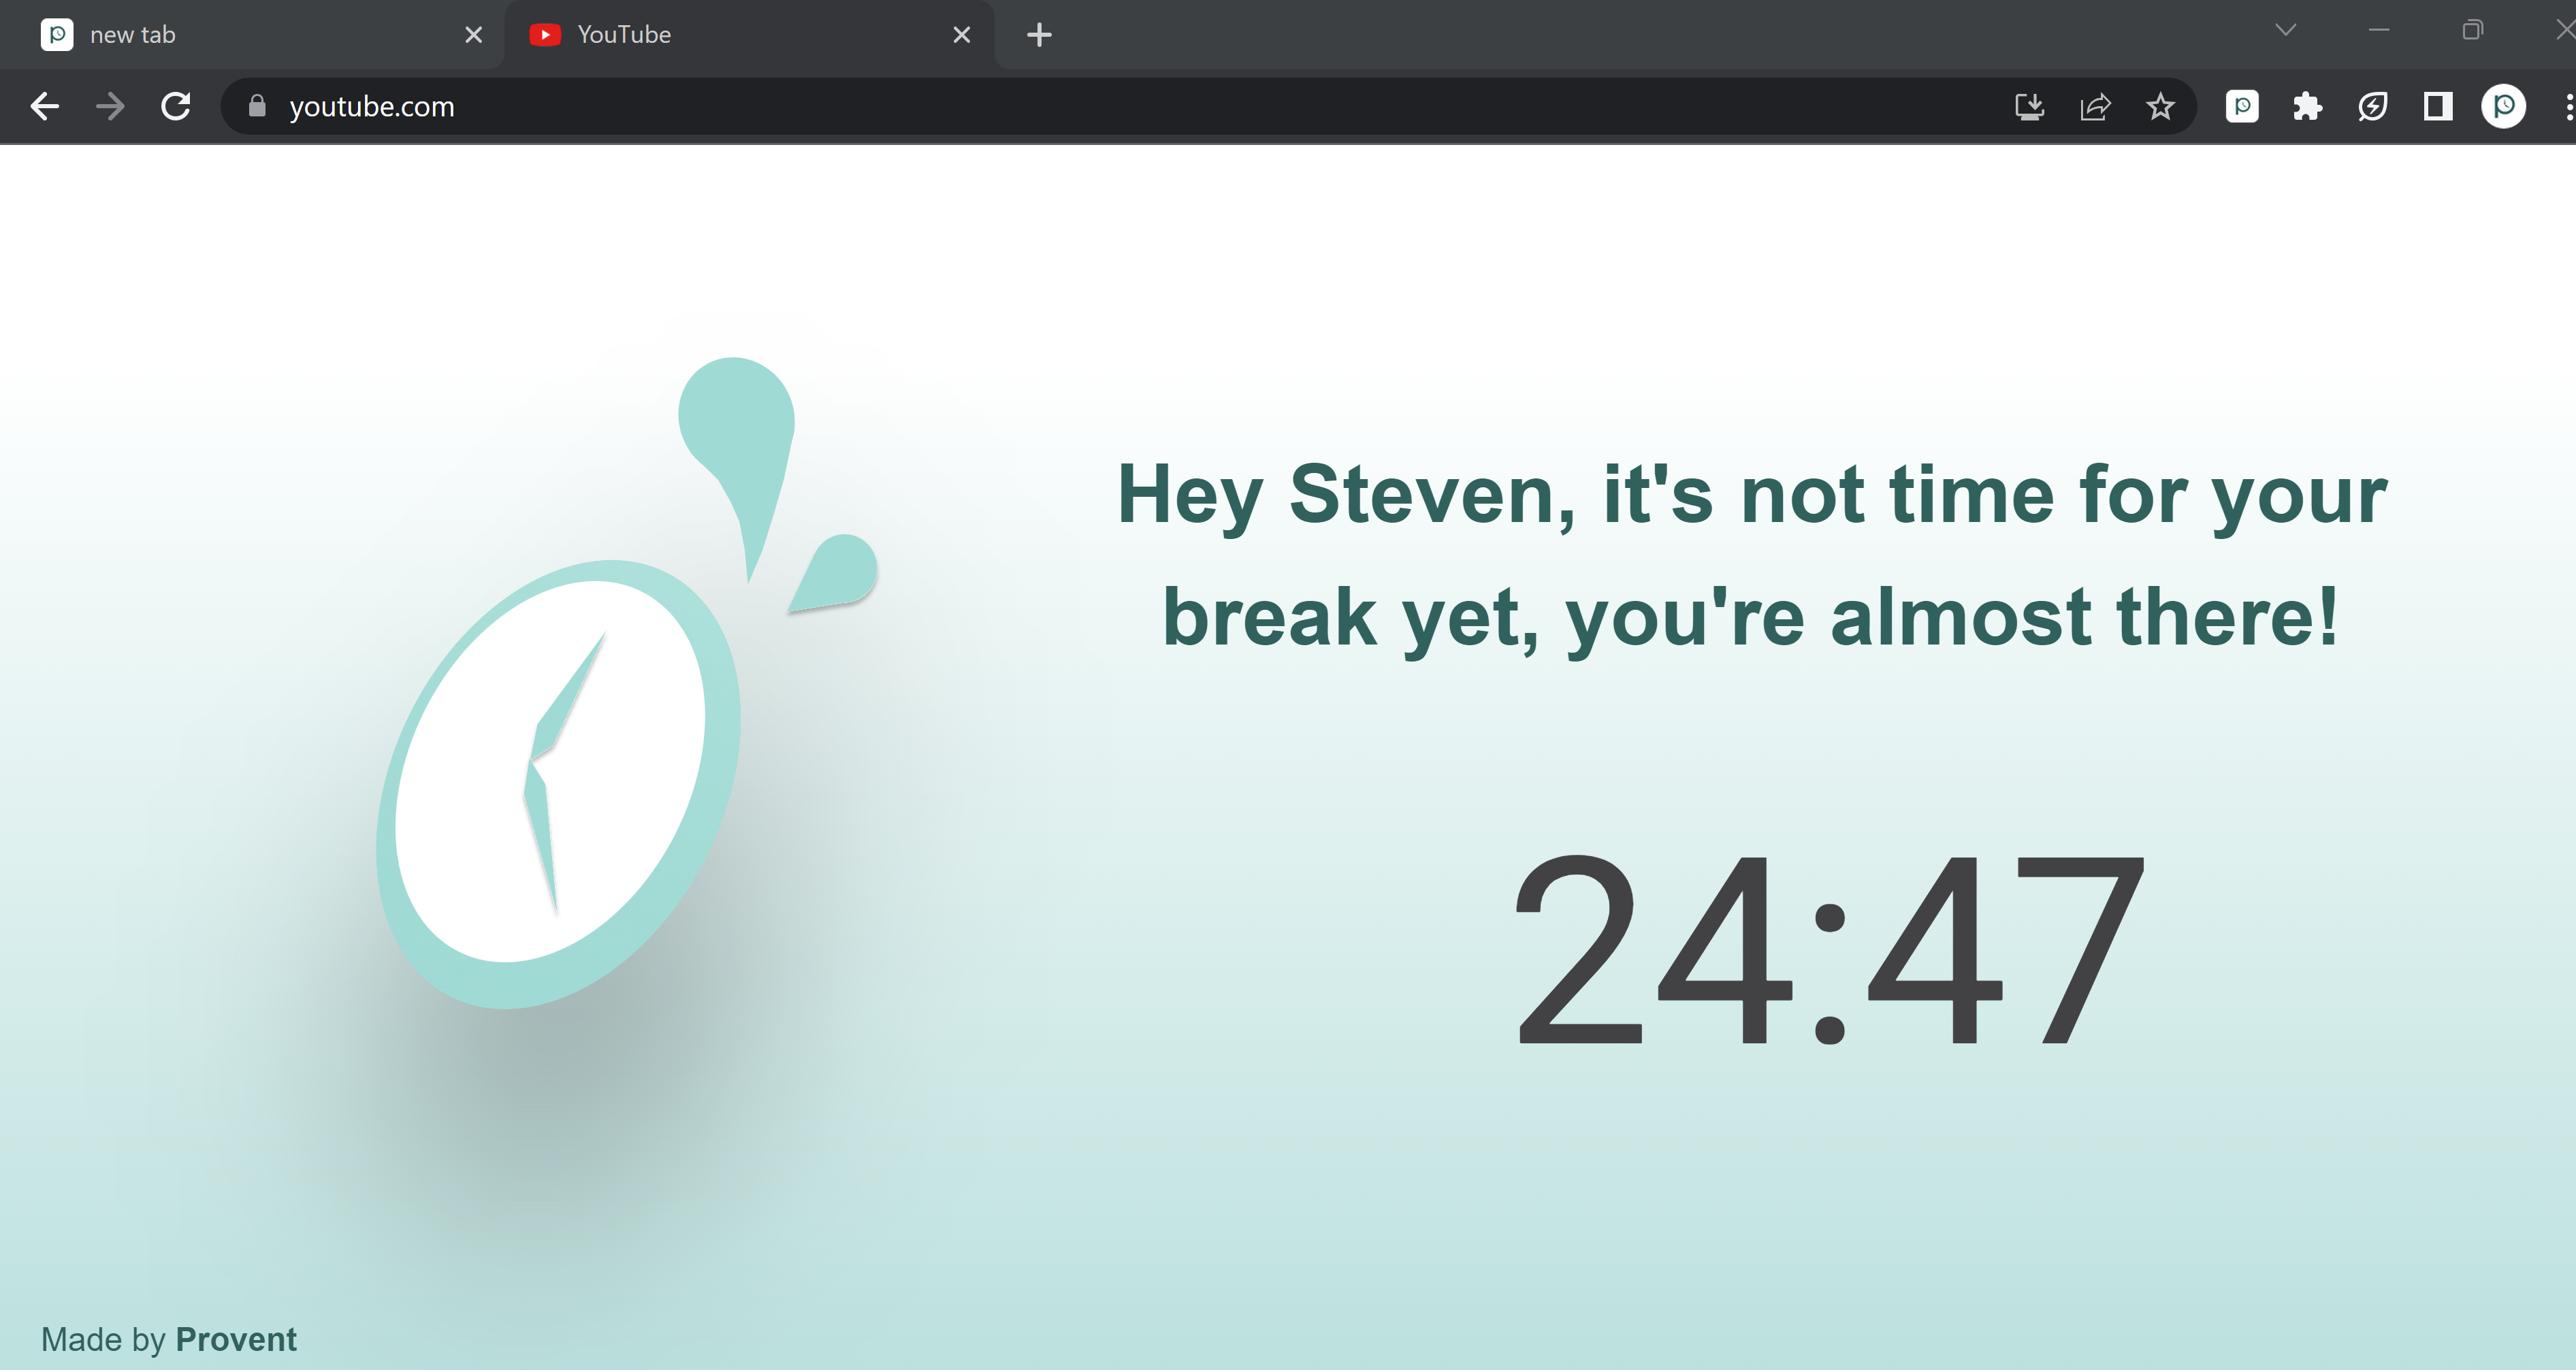 new tab
YouTube
youtube.com
Hey Steven, it's not time for your
break yet, you're almost there!
24:47
Made by Provent